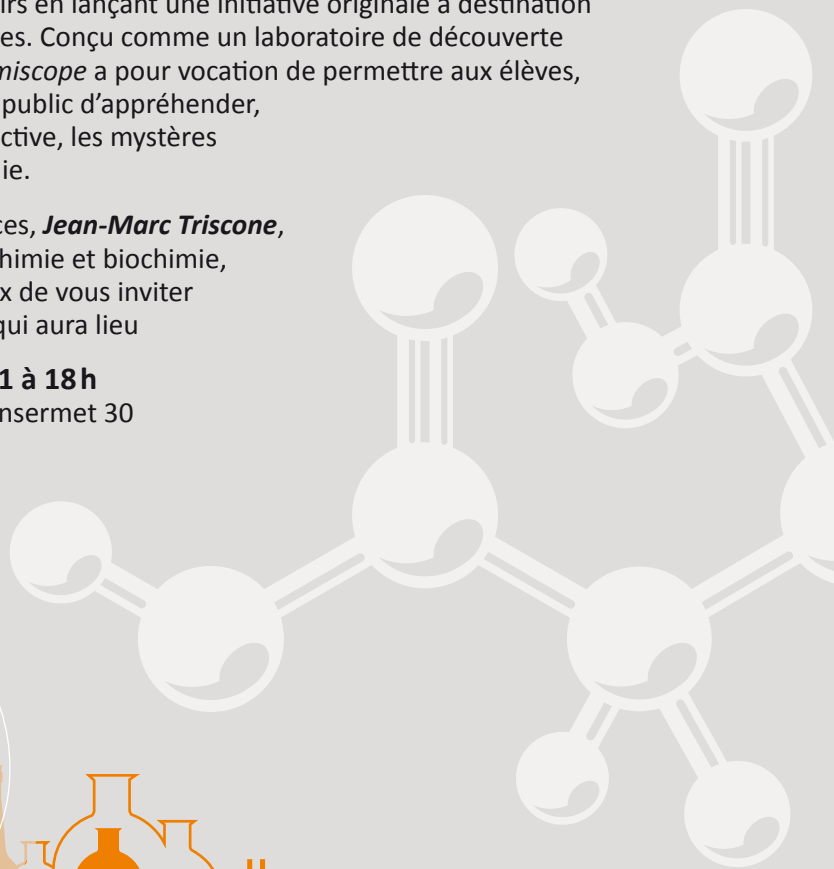 irs en lançant une initiative originale à destination
es. Conçu comme un laboratoire de découverte
miscope a pour vocation de permettre aux élèves,
public d’appréhender,
ctive, les mystères
ie.
ces, Jean-Marc Triscone,
himie et biochimie,
x de vous inviter
qui aura lieu
1 à 18 h
nsermet 30